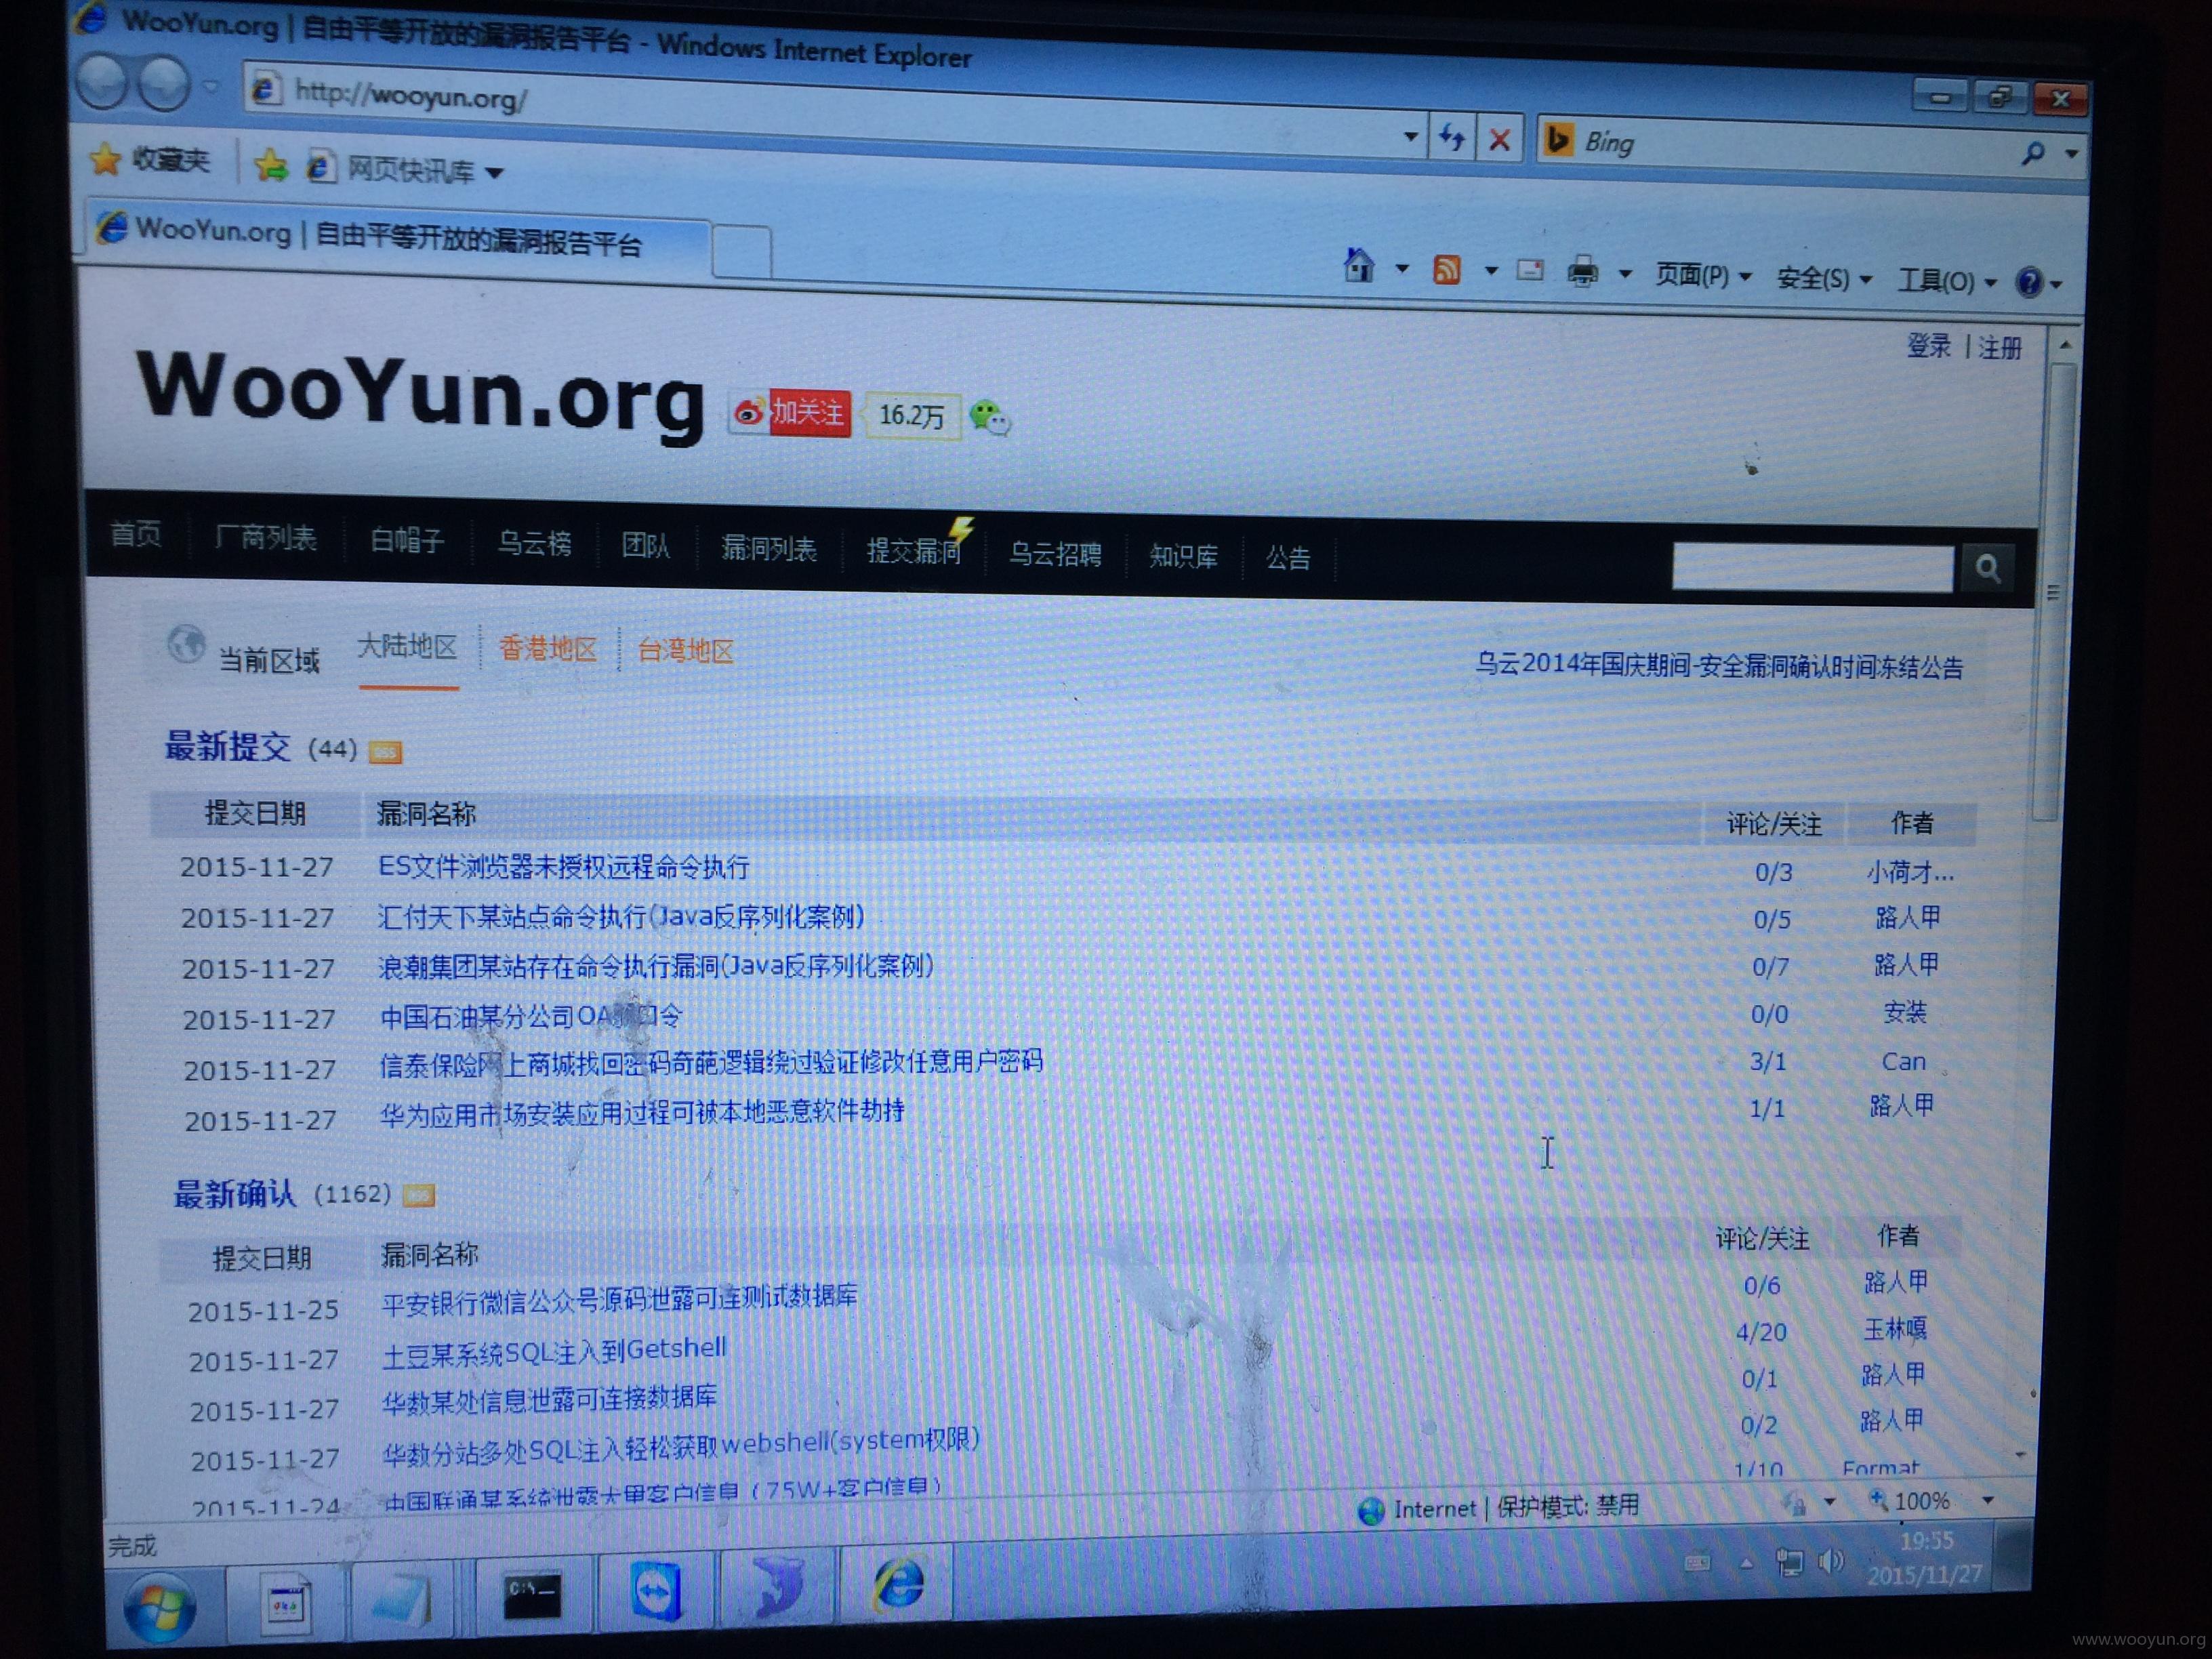 WooYun.org | 自由平等开放的漏洞报告平台 - Windows Internet Explorer
http://wooyun.org/
Bing
收藏夹 网页快讯库
WooYun.org | 自由平等开放的漏洞报告平台
页面(P) 安全(S) 工具(O)
登录 | 注册
WooYun.org 加关注 16.2万
首页 厂商列表 白帽子 乌云榜 团队 漏洞列表 提交漏洞 乌云招聘 知识库 公告
当前区域 大陆地区 香港地区 台湾地区
乌云2014年国庆期间-安全漏洞确认时间冻结公告
最新提交 (44)
提交日期 漏洞名称 评论/关注 作者
2015-11-27 ES文件浏览器未授权远程命令执行 0/3 小荷才...
2015-11-27 汇付天下某站点命令执行(Java反序列化案例) 0/5 路人甲
2015-11-27 浪潮集团某站存在命令执行漏洞(Java反序列化案例) 0/7 路人甲
2015-11-27 中国石油某分公司OA口令 0/0 安装
2015-11-27 信泰保险网上商城找回密码奇葩逻辑绕过验证修改任意用户密码 3/1 Can
2015-11-27 华为应用市场安装应用过程可被本地恶意软件劫持 1/1 路人甲
最新确认 (1162)
提交日期 漏洞名称 评论/关注 作者
2015-11-25 平安银行微信公众号源码泄露可连测试数据库 0/6 路人甲
2015-11-27 土豆某系统SQL注入到Getshell 4/20 玉林嘎
2015-11-27 华数某处信息泄露可连接数据库 0/1 路人甲
2015-11-27 华数分站多处SQL注入轻松获取webshell(system权限) 0/2 路人甲
2015-11-24 中国联通某系统泄露大量客户信息（75W+客户信息） 1/10 Format
完成 Internet | 保护模式: 禁用 100%
C:\
19:55
2015/11/27
www.wooyun.org